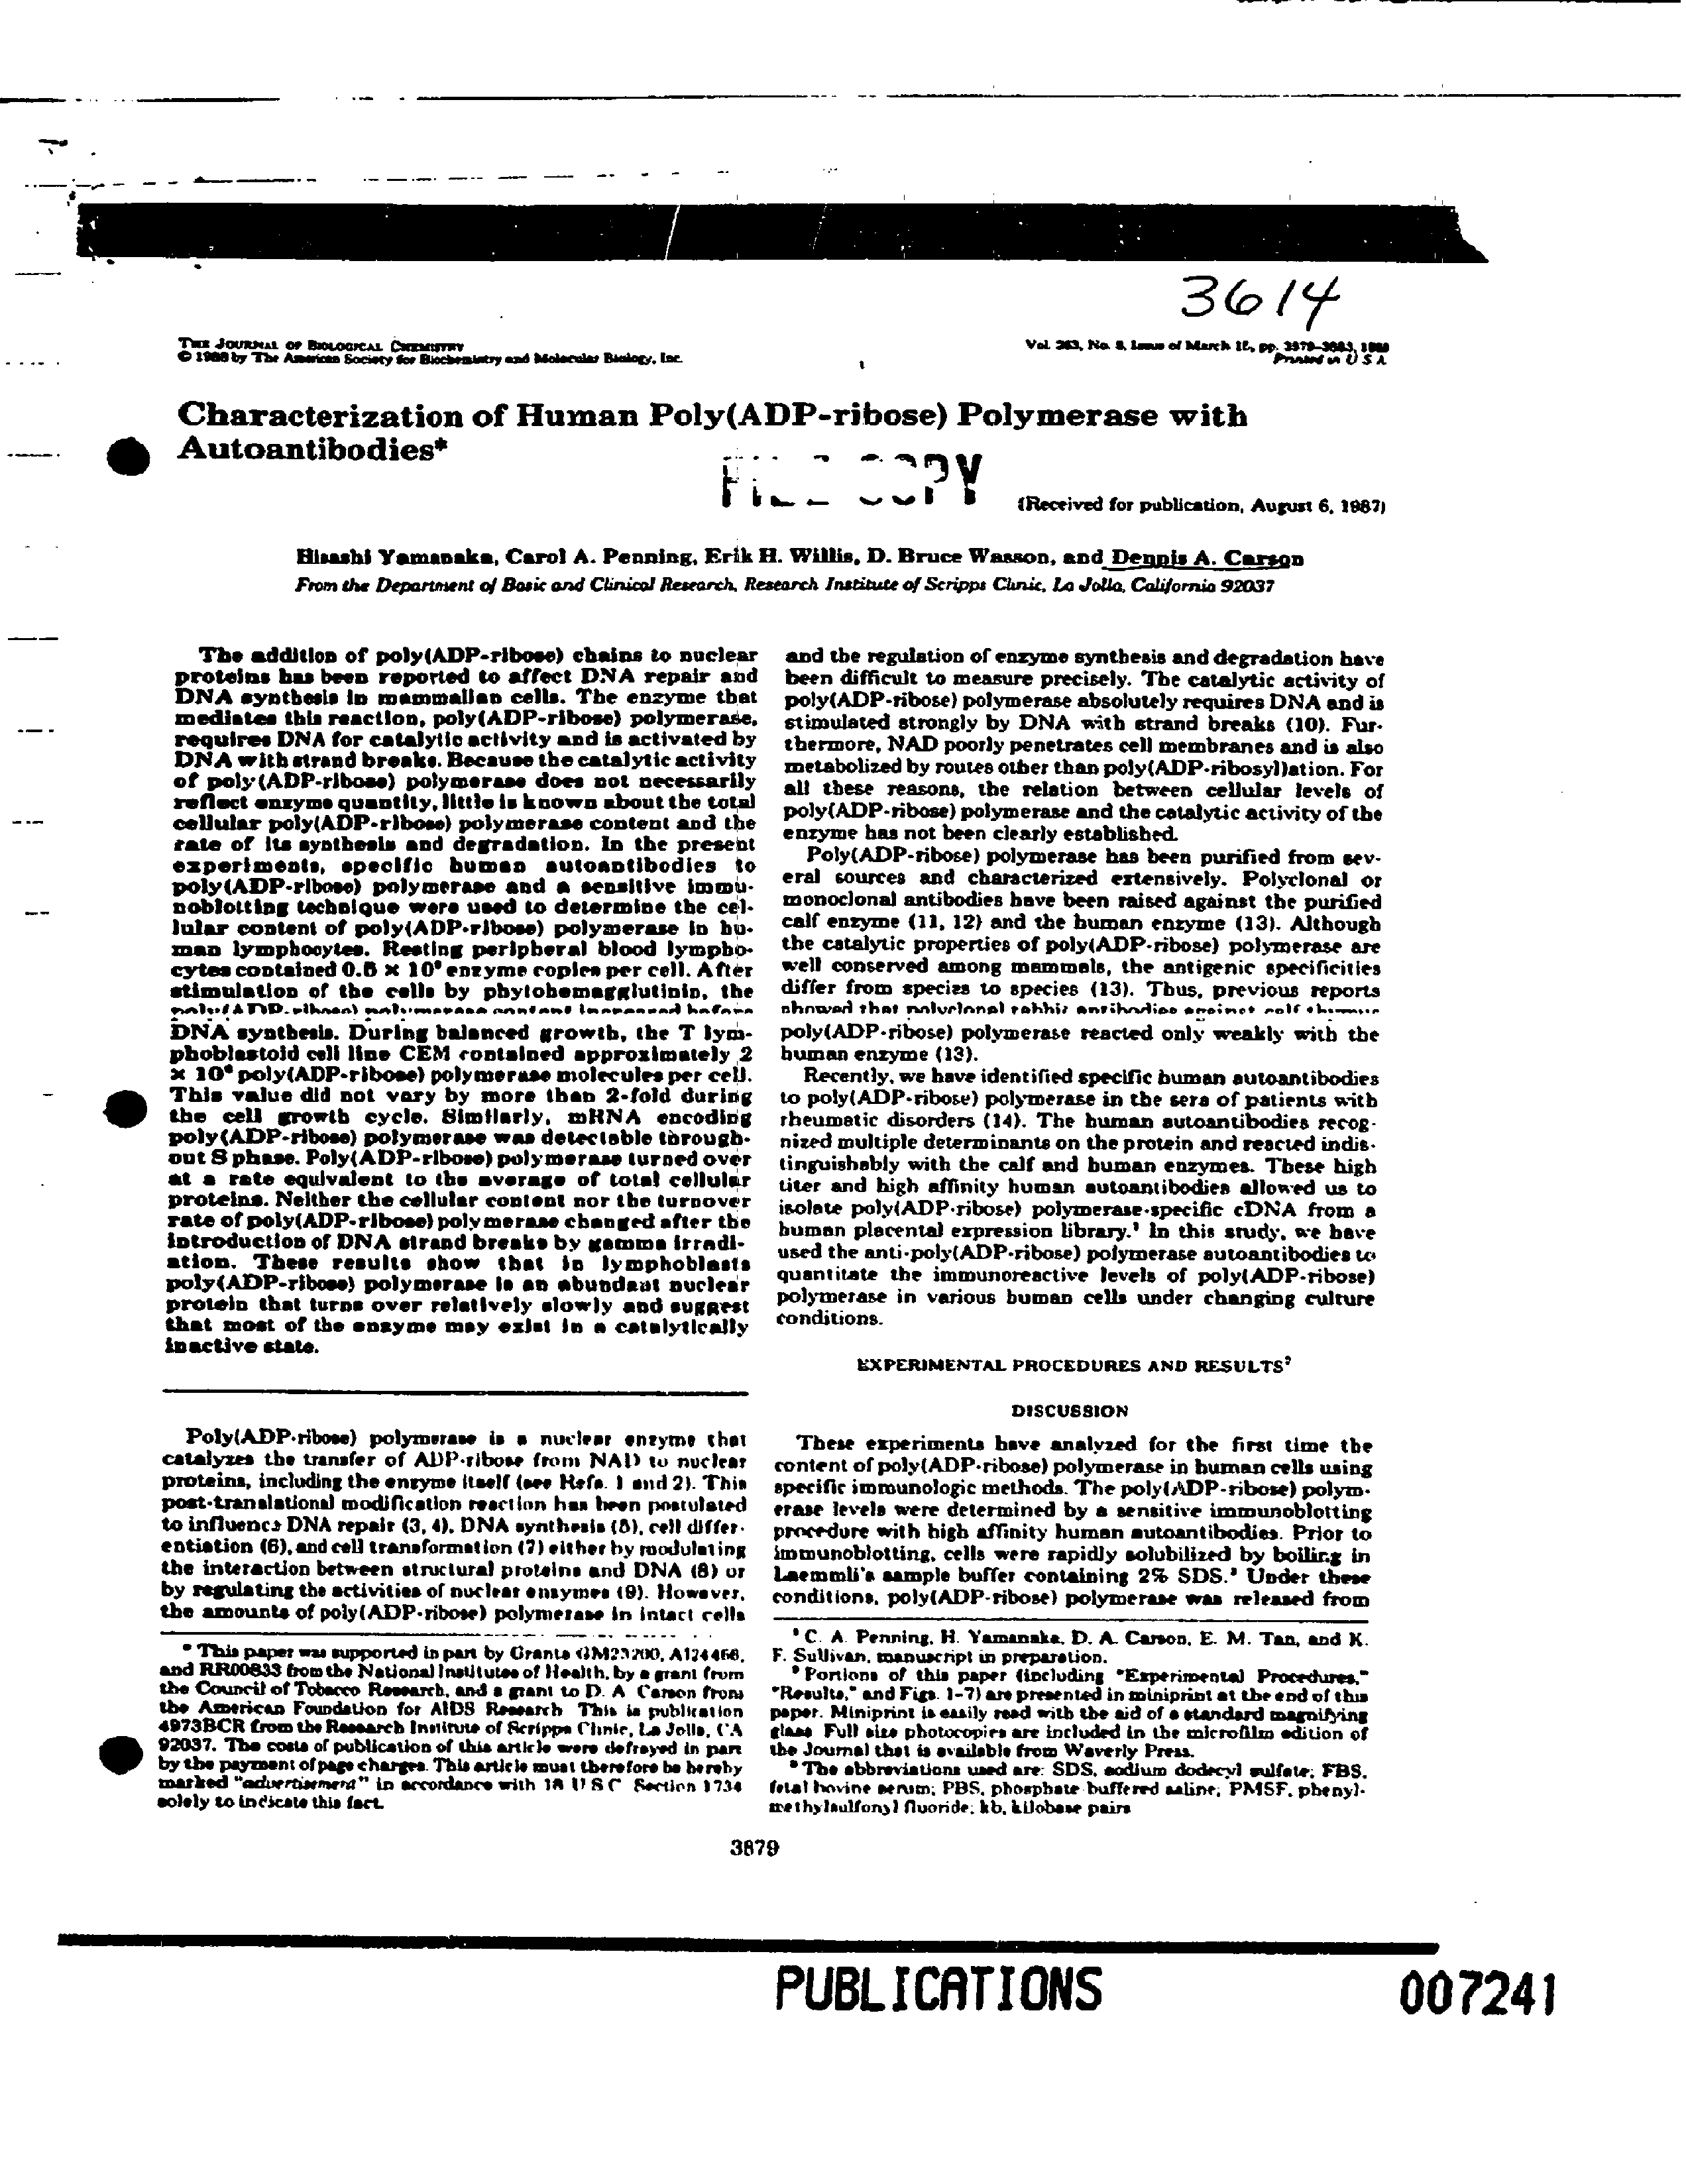 3614
THE JOURNAL OF BIOLOGICAL CHEMISTRY
© 1988 by The American Society for Biochemistry and Molecular Biology, Inc.
Vol. 263, No. 8, Issue of March 15, pp. 3879-3883, 1988
Printed in U.S.A.
Characterization of Human Poly(ADP-ribose) Polymerase with
Autoantibodies*
FILE COPY
(Received for publication, August 6, 1987)
Hisashi Yamanaka, Carol A. Penning, Erik H. Willis, D. Bruce Wasson, and Dennis A. Carson
From the Department of Basic and Clinical Research, Research Institute of Scripps Clinic, La Jolla, California 92037
The addition of poly(ADP-ribose) chains to nuclear
proteins has been reported to affect DNA repair and
DNA synthesis in mammalian cells. The enzyme that
mediates this reaction, poly(ADP-ribose) polymerase,
requires DNA for catalytic activity and is activated by
DNA with strand breaks. Because the catalytic activity
of poly(ADP-ribose) polymerase does not necessarily
reflect enzyme quantity, little is known about the total
cellular poly(ADP-ribose) polymerase content and the
rate of its synthesis and degradation. In the present
experiments, specific human autoantibodies to
poly(ADP-ribose) polymerase and a sensitive immu-
noblotting technique were used to determine the cel-
lular content of poly(ADP-ribose) polymerase in hu-
man lymphocytes. Resting peripheral blood lympho-
cytes contained 0.5 × 10⁶ enzyme copies per cell. After
stimulation of the cells by phytohemagglutinin, the
poly(ADP-ribose) polymerase content increased before
DNA synthesis. During balanced growth, the T lym-
phoblastoid cell line CEM contained approximately 2
× 10⁶ poly(ADP-ribose) polymerase molecules per cell.
This value did not vary by more than 2-fold during
the cell growth cycle. Similarly, mRNA encoding
poly(ADP-ribose) polymerase was detectable through-
out S phase. Poly(ADP-ribose) polymerase turned over
at a rate equivalent to the average of total cellular
proteins. Neither the cellular content nor the turnover
rate of poly(ADP-ribose) polymerase changed after the
introduction of DNA strand breaks by gamma irradi-
ation. These results show that in lymphoblasts
poly(ADP-ribose) polymerase is an abundant nuclear
protein that turns over relatively slowly and suggest
that most of the enzyme may exist in a catalytically
inactive state.
Poly(ADP-ribose) polymerase is a nuclear enzyme that
catalyzes the transfer of ADP-ribose from NAD to nuclear
proteins, including the enzyme itself (see Refs. 1 and 2). This
post-translational modification reaction has been postulated
to influence DNA repair (3, 4), DNA synthesis (5), cell differ-
entiation (6), and cell transformation (7) either by modulating
the interaction between structural proteins and DNA (8) or
by regulating the activities of nuclear enzymes (9). However,
the amounts of poly(ADP-ribose) polymerase in intact cells
* This paper was supported in part by Grants GM23200, AI24466,
and RR00833 from the National Institutes of Health, by a grant from
the Council of Tobacco Research, and a grant to D. A. Carson from
the American Foundation for AIDS Research. This is publication
4973BCR from the Research Institute of Scripps Clinic, La Jolla, CA
92037. The costs of publication of this article were defrayed in part
by the payment of page charges. This article must therefore be hereby
marked "advertisement" in accordance with 18 U.S.C. Section 1734
solely to indicate this fact.
and the regulation of enzyme synthesis and degradation have
been difficult to measure precisely. The catalytic activity of
poly(ADP-ribose) polymerase absolutely requires DNA and is
stimulated strongly by DNA with strand breaks (10). Fur-
thermore, NAD poorly penetrates cell membranes and is also
metabolized by routes other than poly(ADP-ribosyl)ation. For
all these reasons, the relation between cellular levels of
poly(ADP-ribose) polymerase and the catalytic activity of the
enzyme has not been clearly established.
Poly(ADP-ribose) polymerase has been purified from sev-
eral sources and characterized extensively. Polyclonal or
monoclonal antibodies have been raised against the purified
calf enzyme (11, 12) and the human enzyme (13). Although
the catalytic properties of poly(ADP-ribose) polymerase are
well conserved among mammals, the antigenic specificities
differ from species to species (13). Thus, previous reports
showed that polyclonal rabbit antibodies against calf thymus
poly(ADP-ribose) polymerase reacted only weakly with the
human enzyme (13).
Recently, we have identified specific human autoantibodies
to poly(ADP-ribose) polymerase in the sera of patients with
rheumatic disorders (14). The human autoantibodies recog-
nized multiple determinants on the protein and reacted indis-
tinguishably with the calf and human enzymes. These high
titer and high affinity human autoantibodies allowed us to
isolate poly(ADP-ribose) polymerase-specific cDNA from a
human placental expression library.¹ In this study, we have
used the anti-poly(ADP-ribose) polymerase autoantibodies to
quantitate the immunoreactive levels of poly(ADP-ribose)
polymerase in various human cells under changing culture
conditions.
EXPERIMENTAL PROCEDURES AND RESULTS²
DISCUSSION
These experiments have analyzed for the first time the
content of poly(ADP-ribose) polymerase in human cells using
specific immunologic methods. The poly(ADP-ribose) polym-
erase levels were determined by a sensitive immunoblotting
procedure with high affinity human autoantibodies. Prior to
immunoblotting, cells were rapidly solubilized by boiling in
Laemmli's sample buffer containing 2% SDS.³ Under these
conditions, poly(ADP-ribose) polymerase was released from
¹ C. A. Penning, H. Yamanaka, D. A. Carson, E. M. Tan, and K.
F. Sullivan, manuscript in preparation.
² Portions of this paper (including "Experimental Procedures,"
"Results," and Figs. 1-7) are presented in miniprint at the end of this
paper. Miniprint is easily read with the aid of a standard magnifying
glass. Full size photocopies are included in the microfilm edition of
the Journal that is available from Waverly Press.
³ The abbreviations used are: SDS, sodium dodecyl sulfate; FBS,
fetal bovine serum; PBS, phosphate-buffered saline; PMSF, phenyl-
methylsulfonyl fluoride; kb, kilobase pairs
3879
PUBLICATIONS
007241